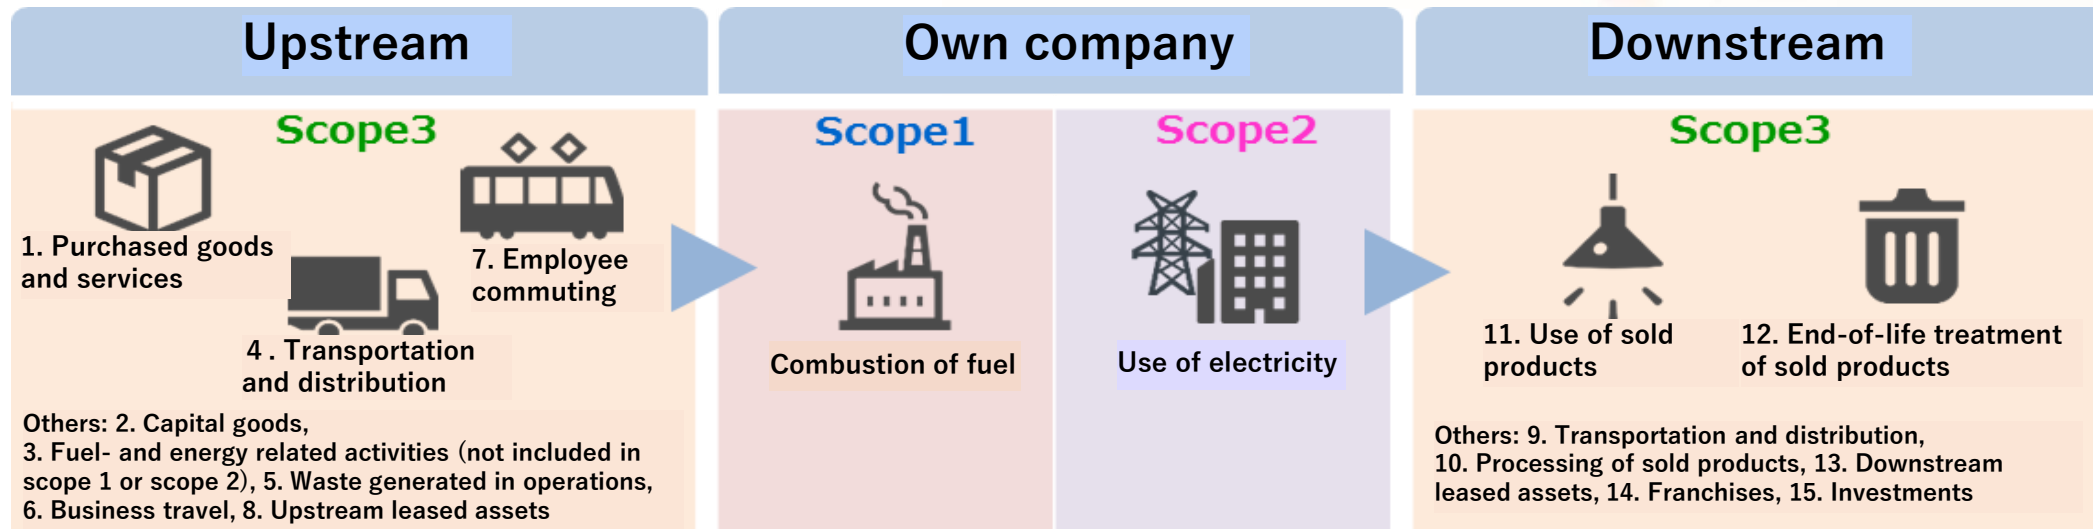 Upstream
Own company
Downstream
Scope3
1. Purchased goods
and services
7. Employee
commuting
4 . Transportation
and distribution
Others: 2. Capital goods,
3. Fuel- and energy related activities (not included in
scope 1 or scope 2), 5. Waste generated in operations,
6. Business travel, 8. Upstream leased assets
Scope1
Combustion of fuel
Scope2
Use of electricity
Scope3
11. Use of sold
products
12. End-of-life treatment
of sold products
Others: 9. Transportation and distribution,
10. Processing of sold products, 13. Downstream
leased assets, 14. Franchises, 15. Investments